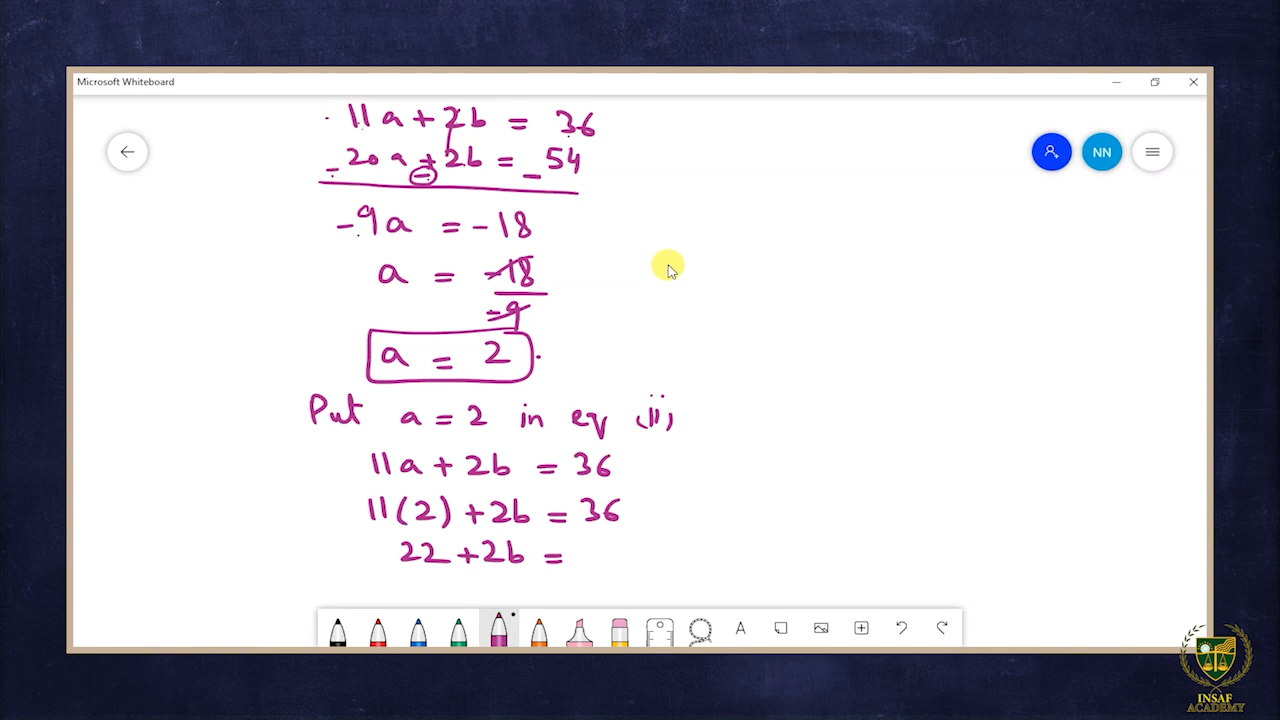 Microsoft Whiteboard
11a + 2b = 36
- 20a + 2b = - 54
-
-9a = -18
a = -18
-9
a = 2
Put a = 2 in eq (ii)
11a + 2b = 36
11(2) + 2b = 36
22 + 2b =
NN
A
INSAF
ACADEMY